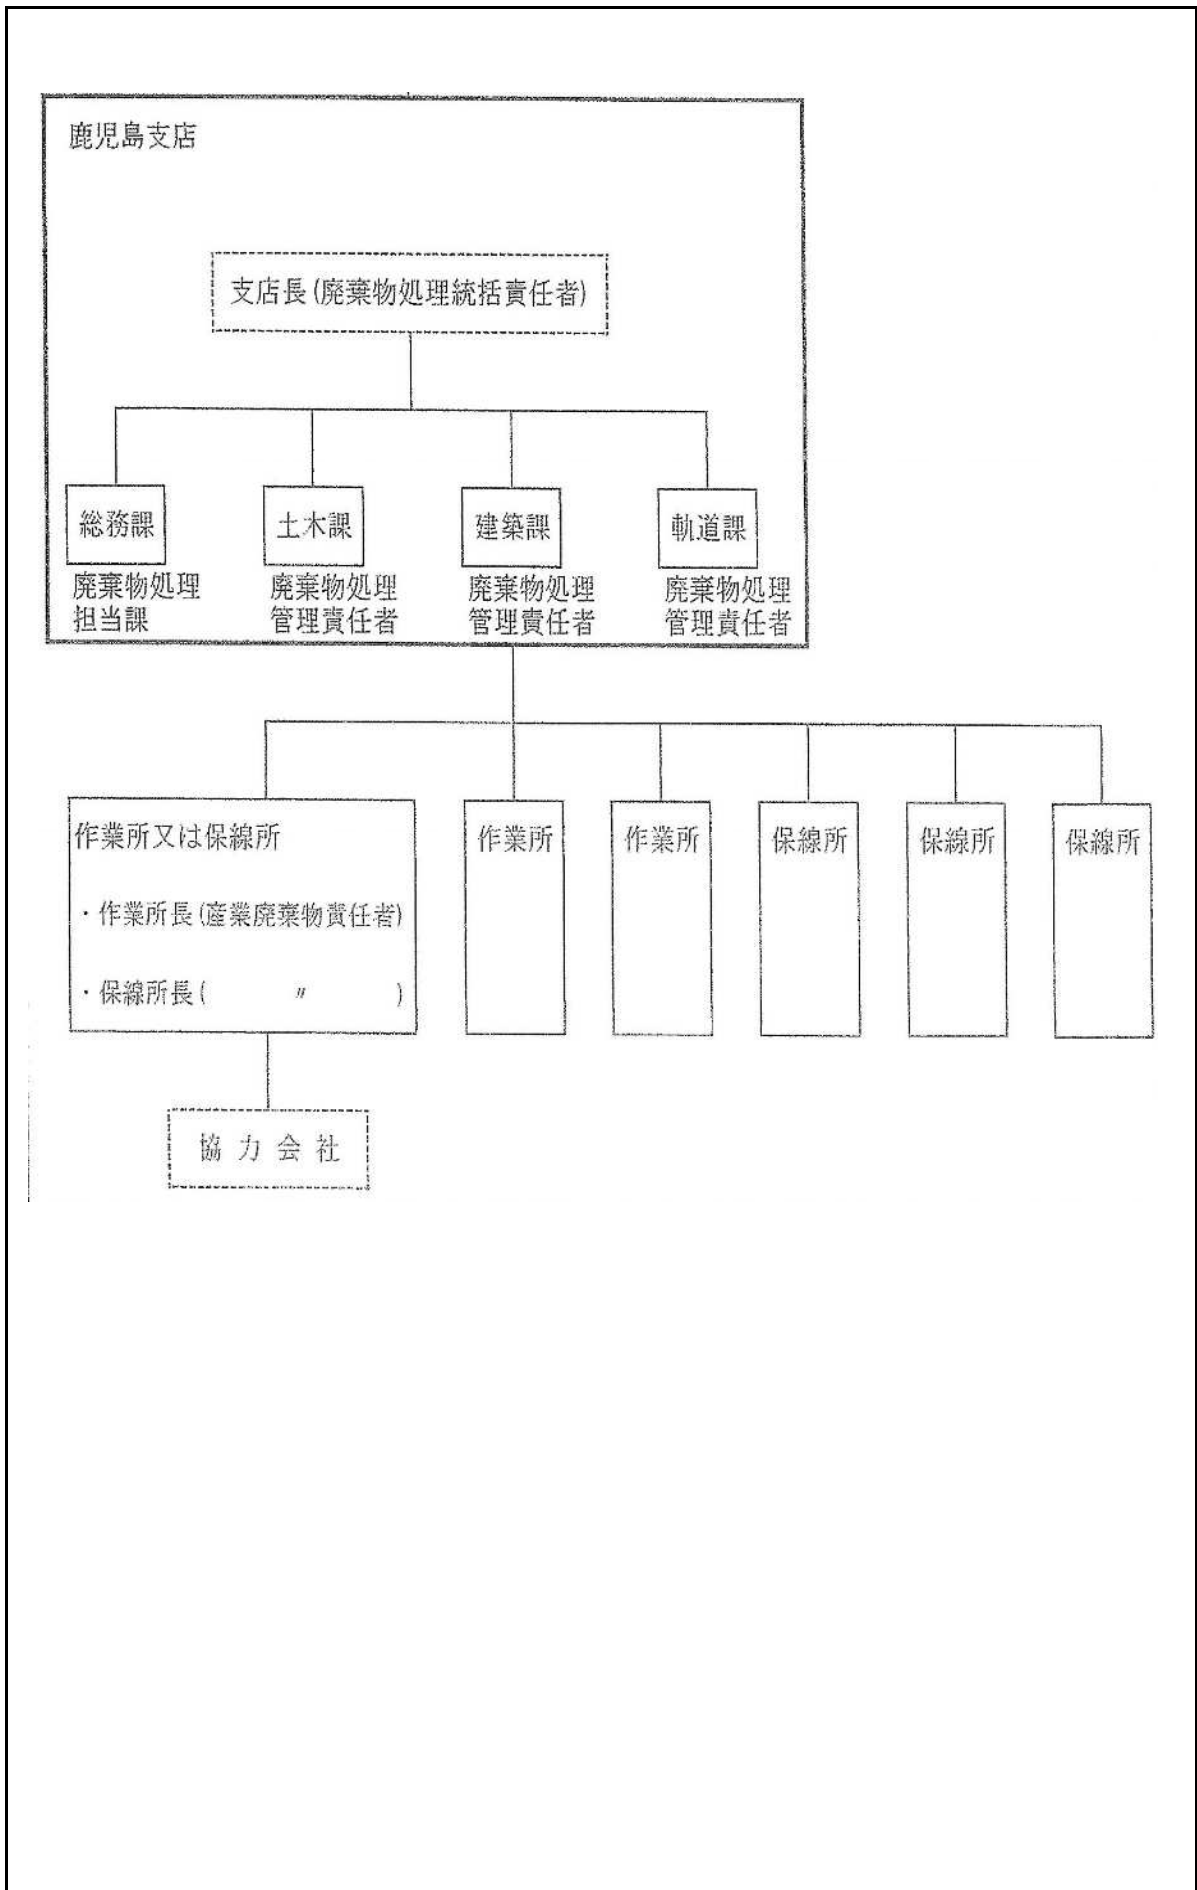 鹿児島支店
支店長(廃棄物処理統括責任者)
総務課
廃棄物処理
担当課
土木課
廃棄物処理
管理責任者
建築課
廃棄物処理
管理責任者
軌道課
廃棄物処理
管理責任者
作業所又は保線所
・作業所長(産業廃棄物責任者)
・保線所長( 〃 )
作業所
作業所
保線所
保線所
保線所
協力会社